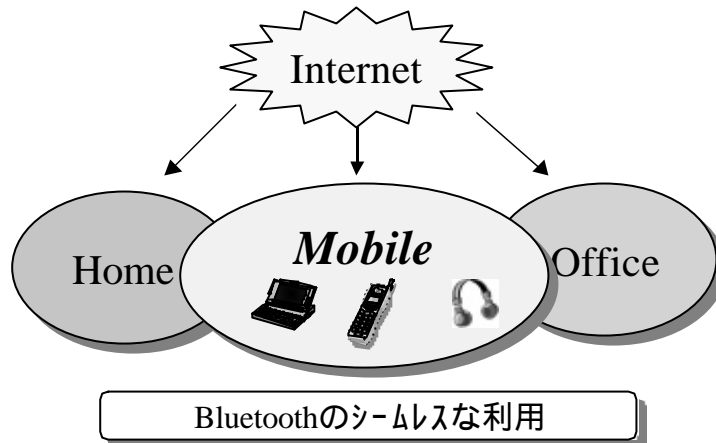 Internet
Mobile
Home
Office
Bluetoothのｼｰﾑﾚｽな利用